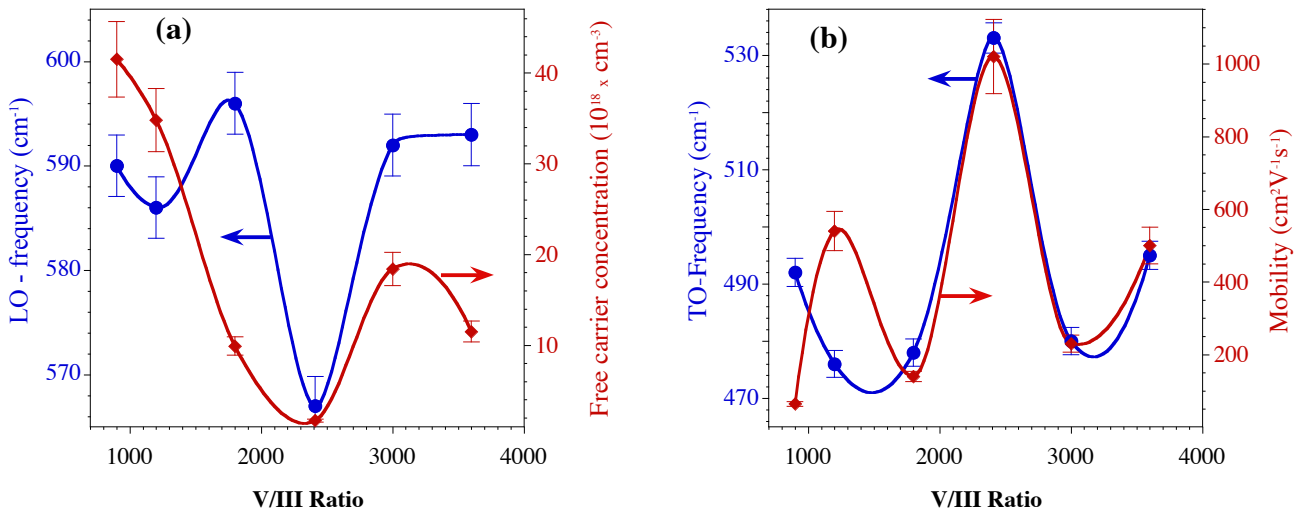 (a)
LO - frequency (cm⁻¹)
600
590
580
570
Free carrier concentration (10¹⁸ x cm⁻³)
40
30
20
10
1000 2000 3000 4000
V/III Ratio
(b)
TO-Frequency (cm⁻¹)
530
510
490
470
Mobility (cm²V⁻¹s⁻¹)
1000
800
600
400
200
1000 2000 3000 4000
V/III Ratio